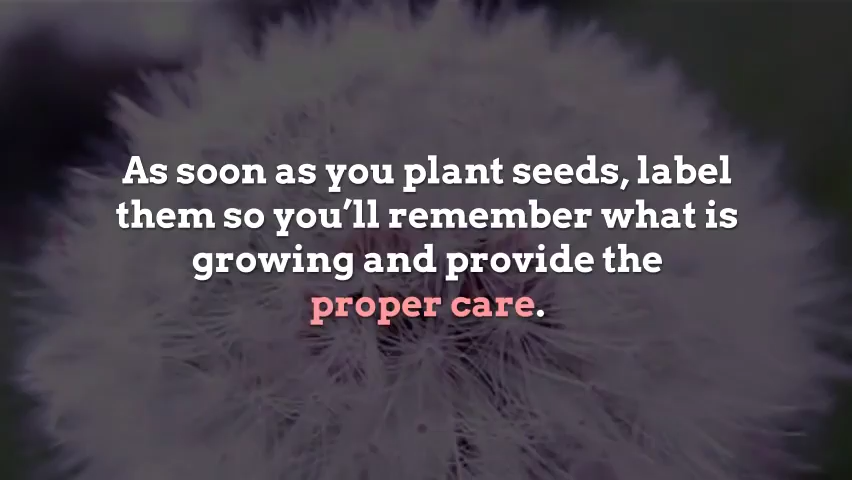 As soon as you plant seeds, label
them so you’ll remember what is
growing and provide the
proper care.